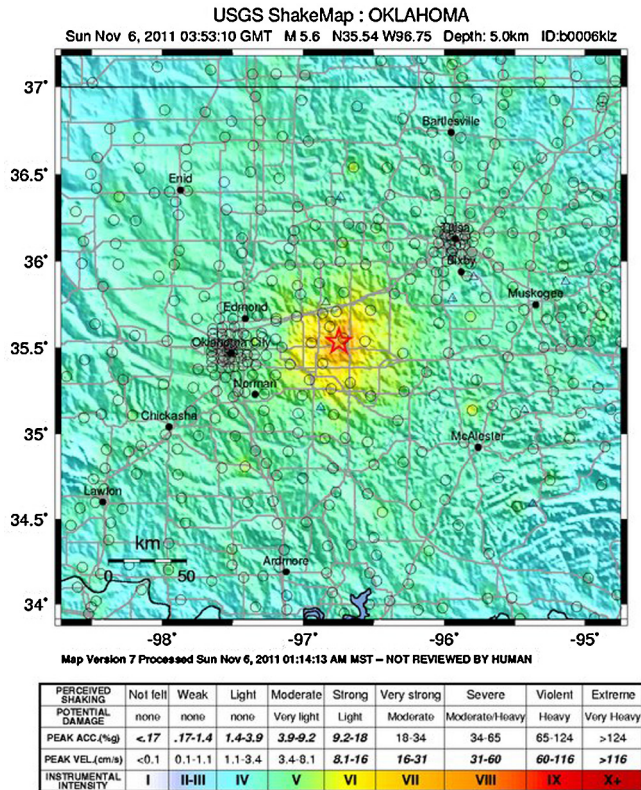 USGS ShakeMap : OKLAHOMA
Sun Nov 6, 2011 03:53:10 GMT M 5.6 N35.54 W96.75 Depth: 5.0km ID:b0006klz
37°
Bartlesville
36.5°
Enid
Tulsa
36°
Bixby
Muskogee
Edmond
35.5°
Oklahoma City
Norman
Chickasha
35°
McAlester
Lawton
34.5°
km
0 50
Ardmore
34°
-98° -97° -96° -95°
Map Version 7 Processed Sun Nov 6, 2011 01:14:13 AM MST – NOT REVIEWED BY HUMAN
PERCEIVED SHAKING Not felt Weak Light Moderate Strong Very strong Severe Violent Extreme
POTENTIAL DAMAGE none none none Very light Light Moderate Moderate/Heavy Heavy Very Heavy
PEAK ACC.(%g) <.17 .17-1.4 1.4-3.9 3.9-9.2 9.2-18 18-34 34-65 65-124 >124
PEAK VEL.(cm/s) <0.1 0.1-1.1 1.1-3.4 3.4-8.1 8.1-16 16-31 31-60 60-116 >116
INSTRUMENTAL INTENSITY I II-III IV V VI VII VIII IX X+